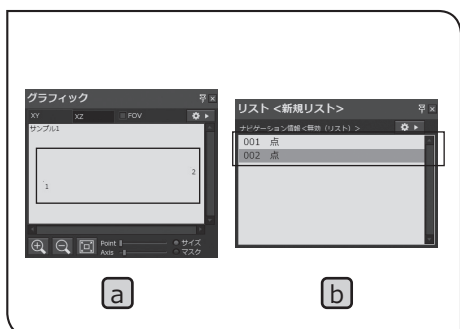 グラフィック
XY XZ FOV
サンプル1
2
1
Point サイズ
Axis マスク
a
リスト <新規リスト>
ナビゲーション情報<無効（リスト）>
001 点
002 点
b